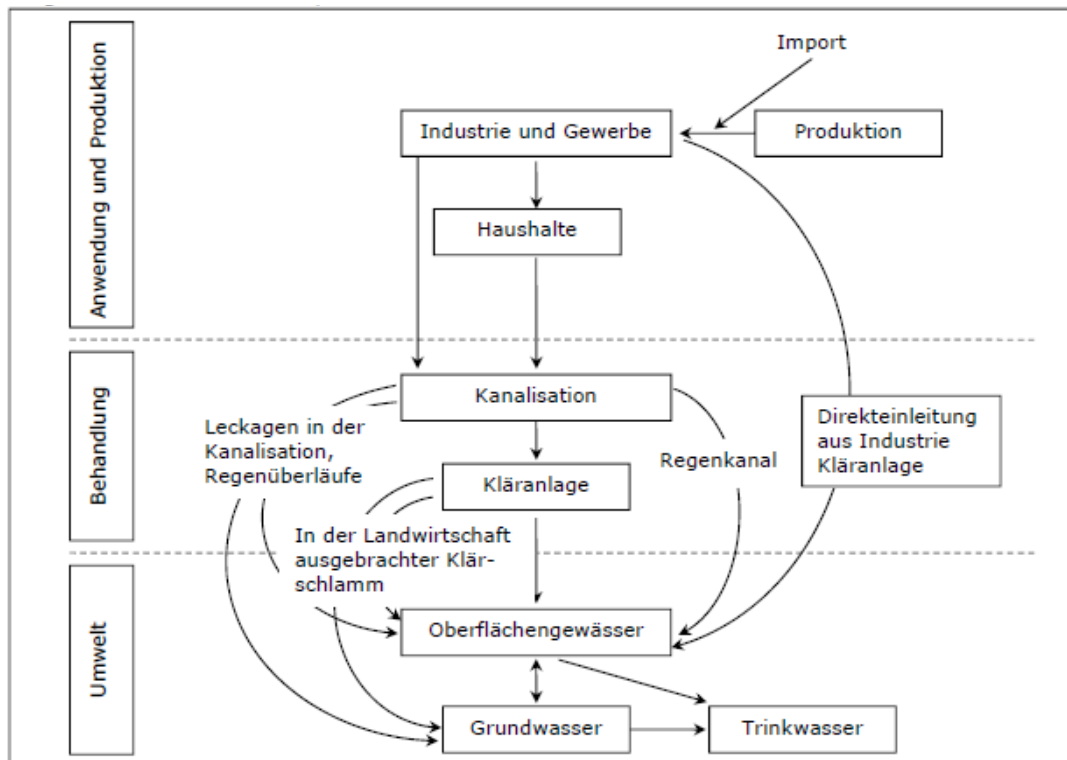 Anwendung und Produktion
Import
Industrie und Gewerbe
Produktion
Haushalte
Behandlung
Kanalisation
Leckagen in der
Kanalisation,
Regenüberläufe
Regenkanal
Direkteinleitung
aus Industrie
Kläranlage
Kläranlage
In der Landwirtschaft
ausgebrachter Klär-
schlamm
Umwelt
Oberflächengewässer
Grundwasser
Trinkwasser